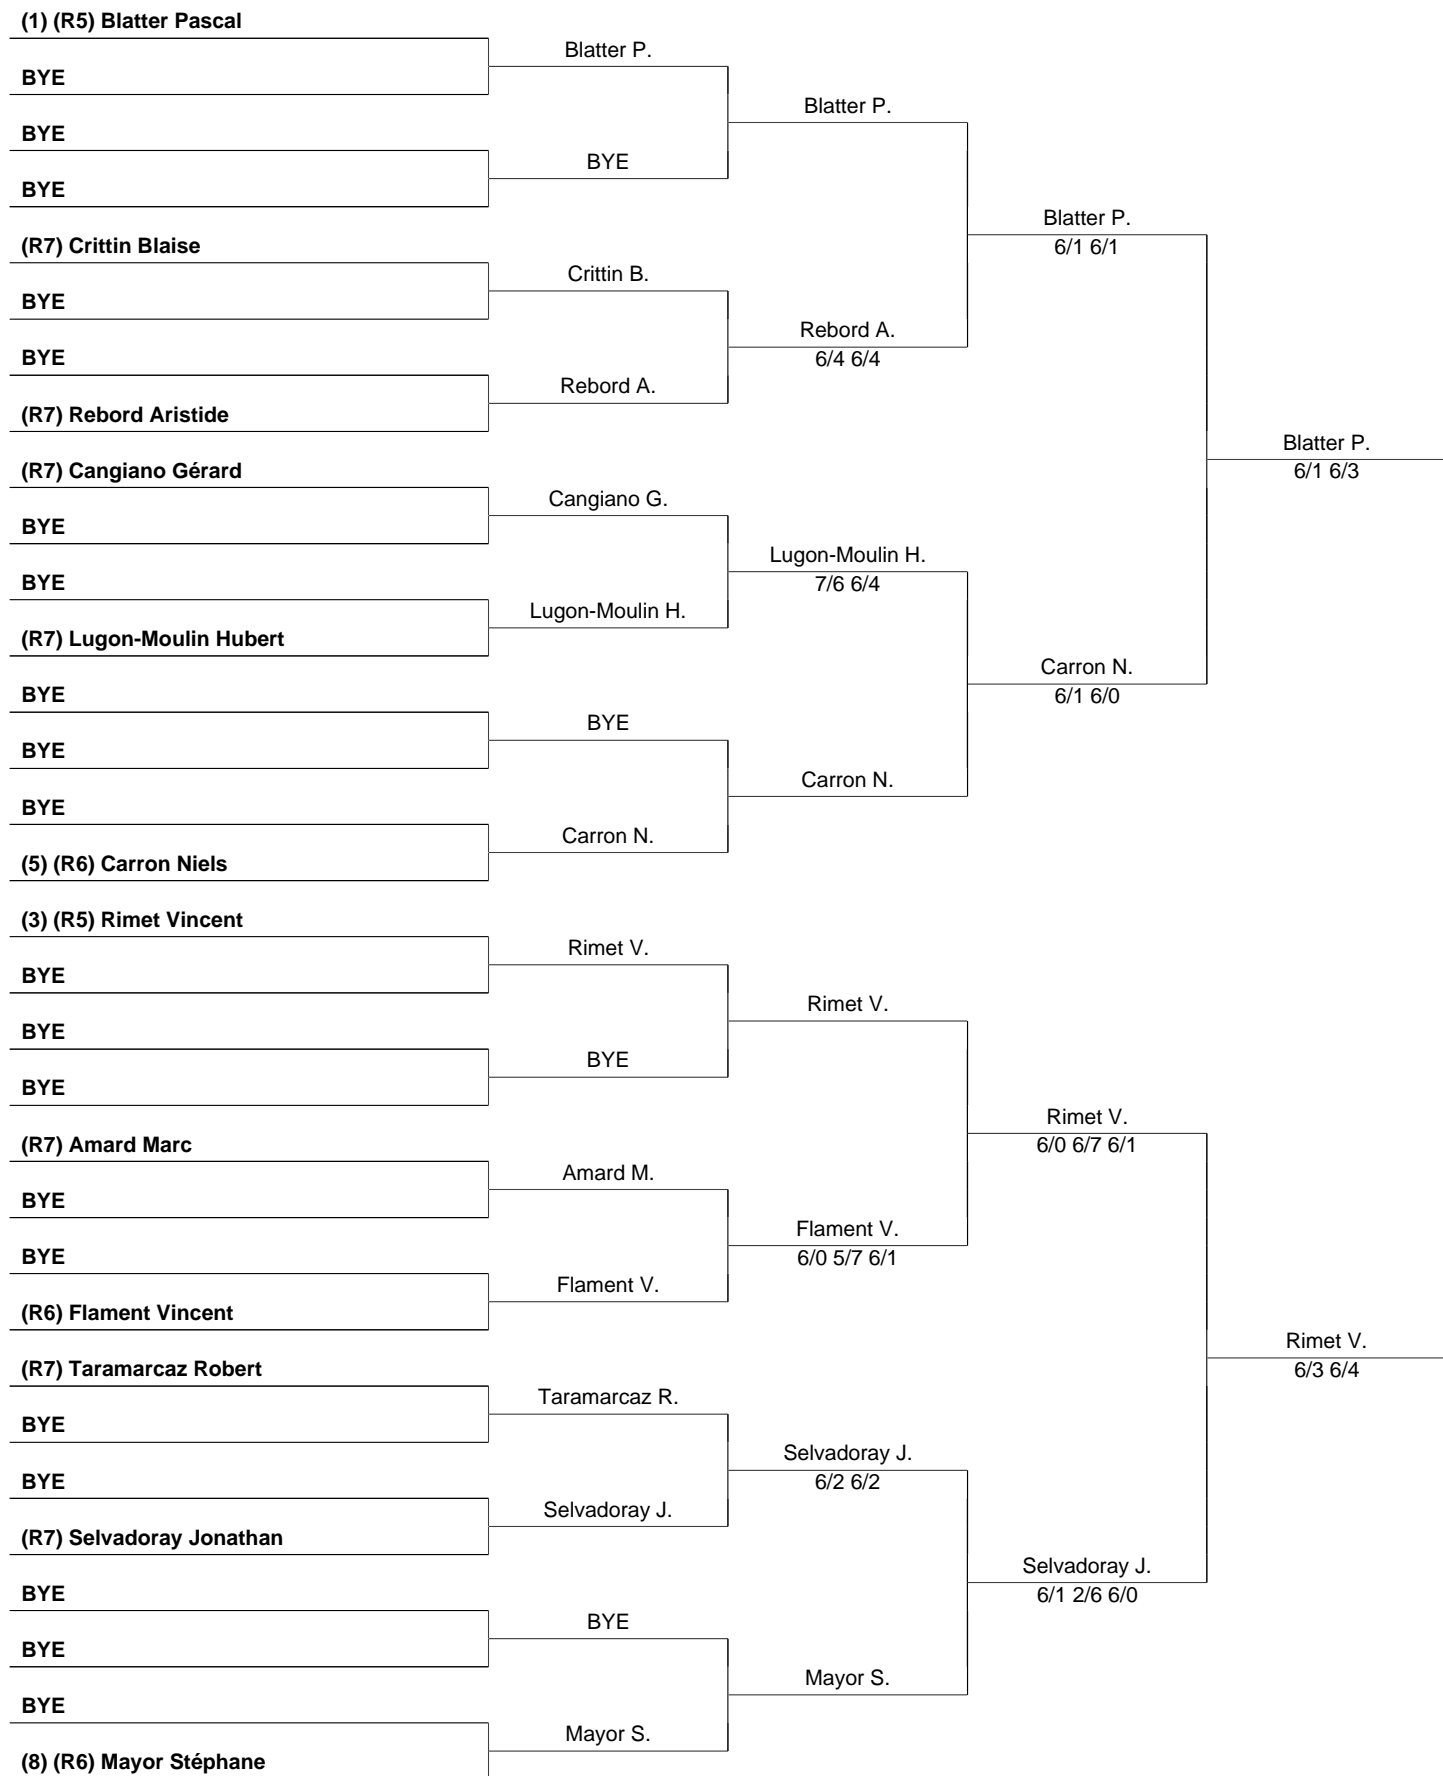 (1) (R5) Blatter Pascal
BYE
BYE
BYE
(R7) Crittin Blaise
BYE
BYE
(R7) Rebord Aristide
(R7) Cangiano Gérard
BYE
BYE
(R7) Lugon-Moulin Hubert
BYE
BYE
BYE
(5) (R6) Carron Niels
(3) (R5) Rimet Vincent
BYE
BYE
BYE
(R7) Amard Marc
BYE
BYE
(R6) Flament Vincent
(R7) Taramarcaz Robert
BYE
BYE
(R7) Selvadoray Jonathan
BYE
BYE
BYE
(8) (R6) Mayor Stéphane
Blatter P.
BYE
Crittin B.
Rebord A.
Cangiano G.
Lugon-Moulin H.
BYE
Carron N.
Rimet V.
BYE
Amard M.
Flament V.
Taramarcaz R.
Selvadoray J.
BYE
Mayor S.
Blatter P.
Rebord A.
6/4 6/4
Lugon-Moulin H.
7/6 6/4
Carron N.
Rimet V.
Flament V.
6/0 5/7 6/1
Selvadoray J.
6/2 6/2
Mayor S.
Blatter P.
6/1 6/1
Carron N.
6/1 6/0
Rimet V.
6/0 6/7 6/1
Selvadoray J.
6/1 2/6 6/0
Blatter P.
6/1 6/3
Rimet V.
6/3 6/4